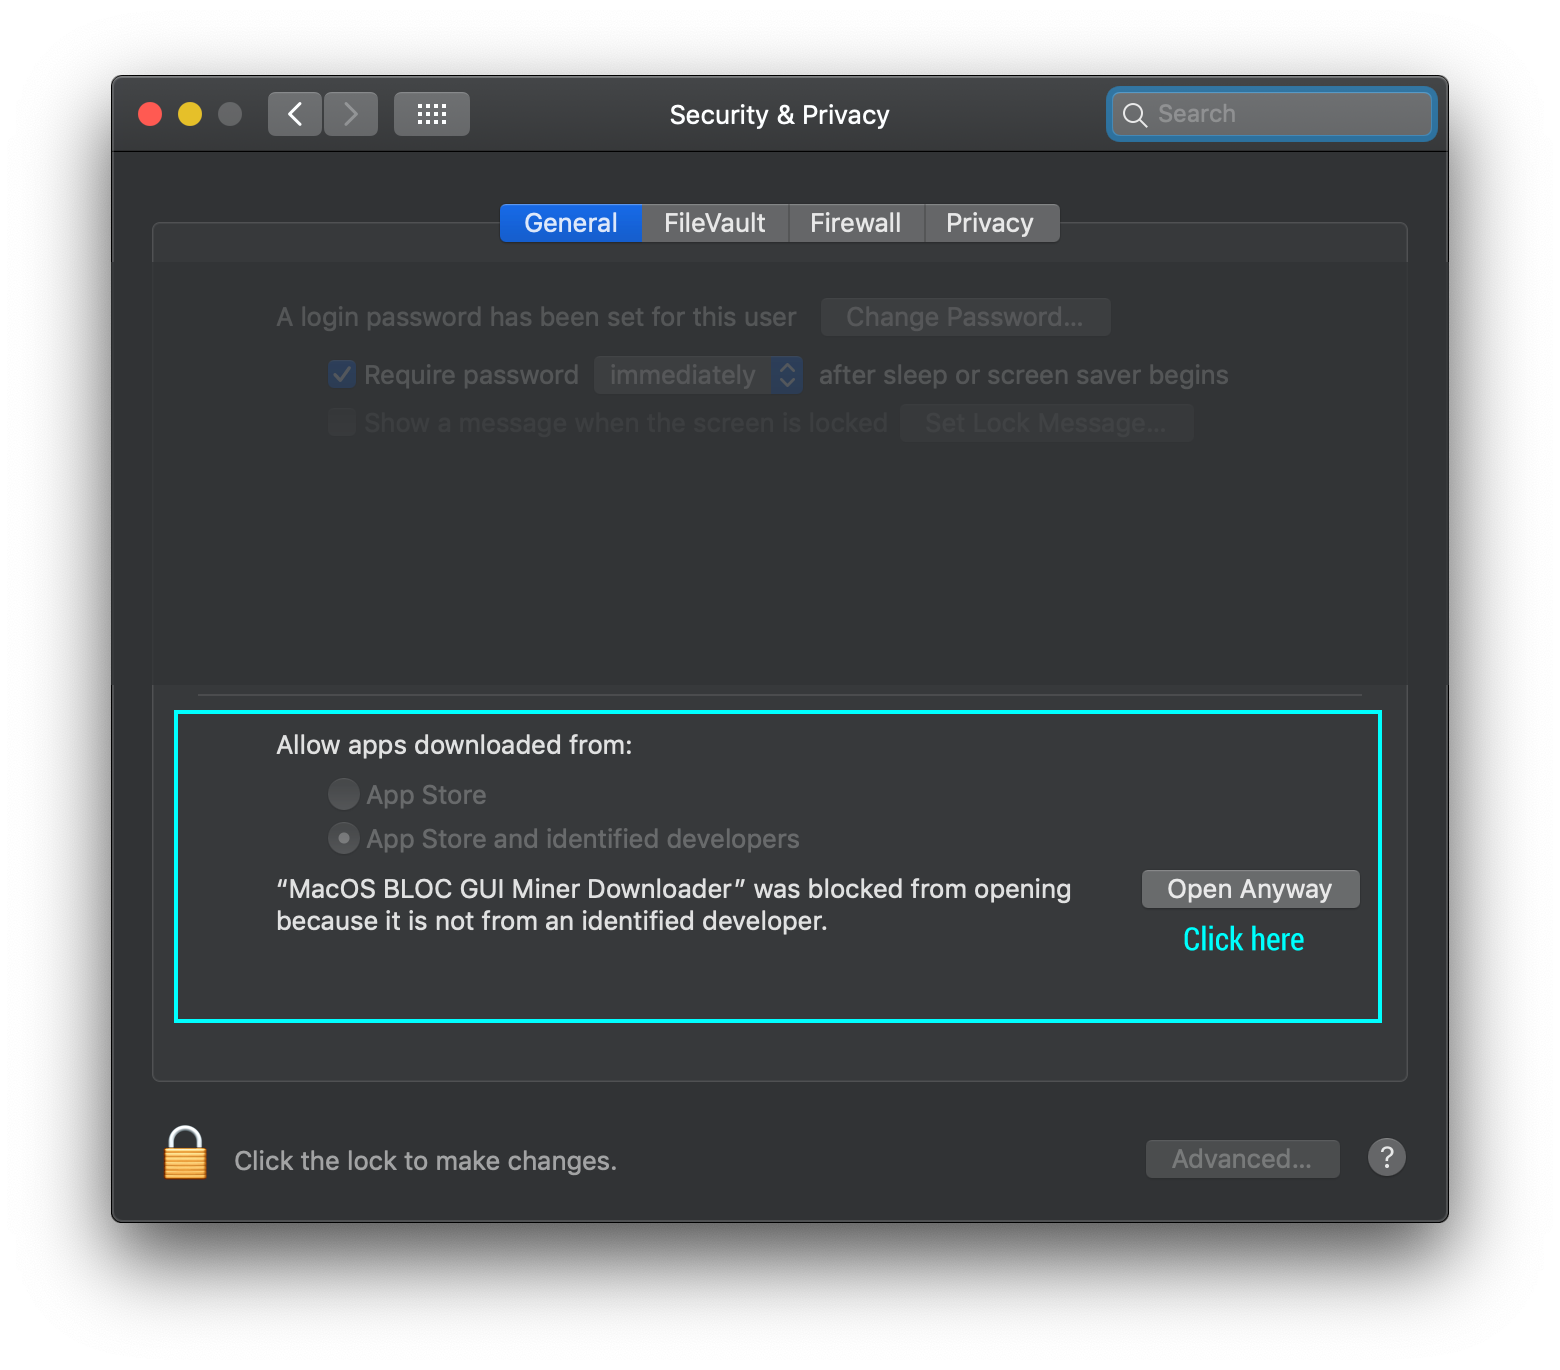 Security & Privacy
Search
General FileVault Firewall Privacy
A login password has been set for this user Change Password...
Require password immediately after sleep or screen saver begins
Show a message when the screen is locked Set Lock Message...
Allow apps downloaded from:
App Store
App Store and identified developers
“MacOS BLOC GUI Miner Downloader” was blocked from opening Open Anyway
because it is not from an identified developer.
Click here
Click the lock to make changes.
Advanced...
?